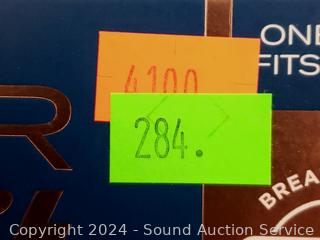 ONE
FITS
4100
284.
R
BREA
Copyright 2024 - Sound Auction Service